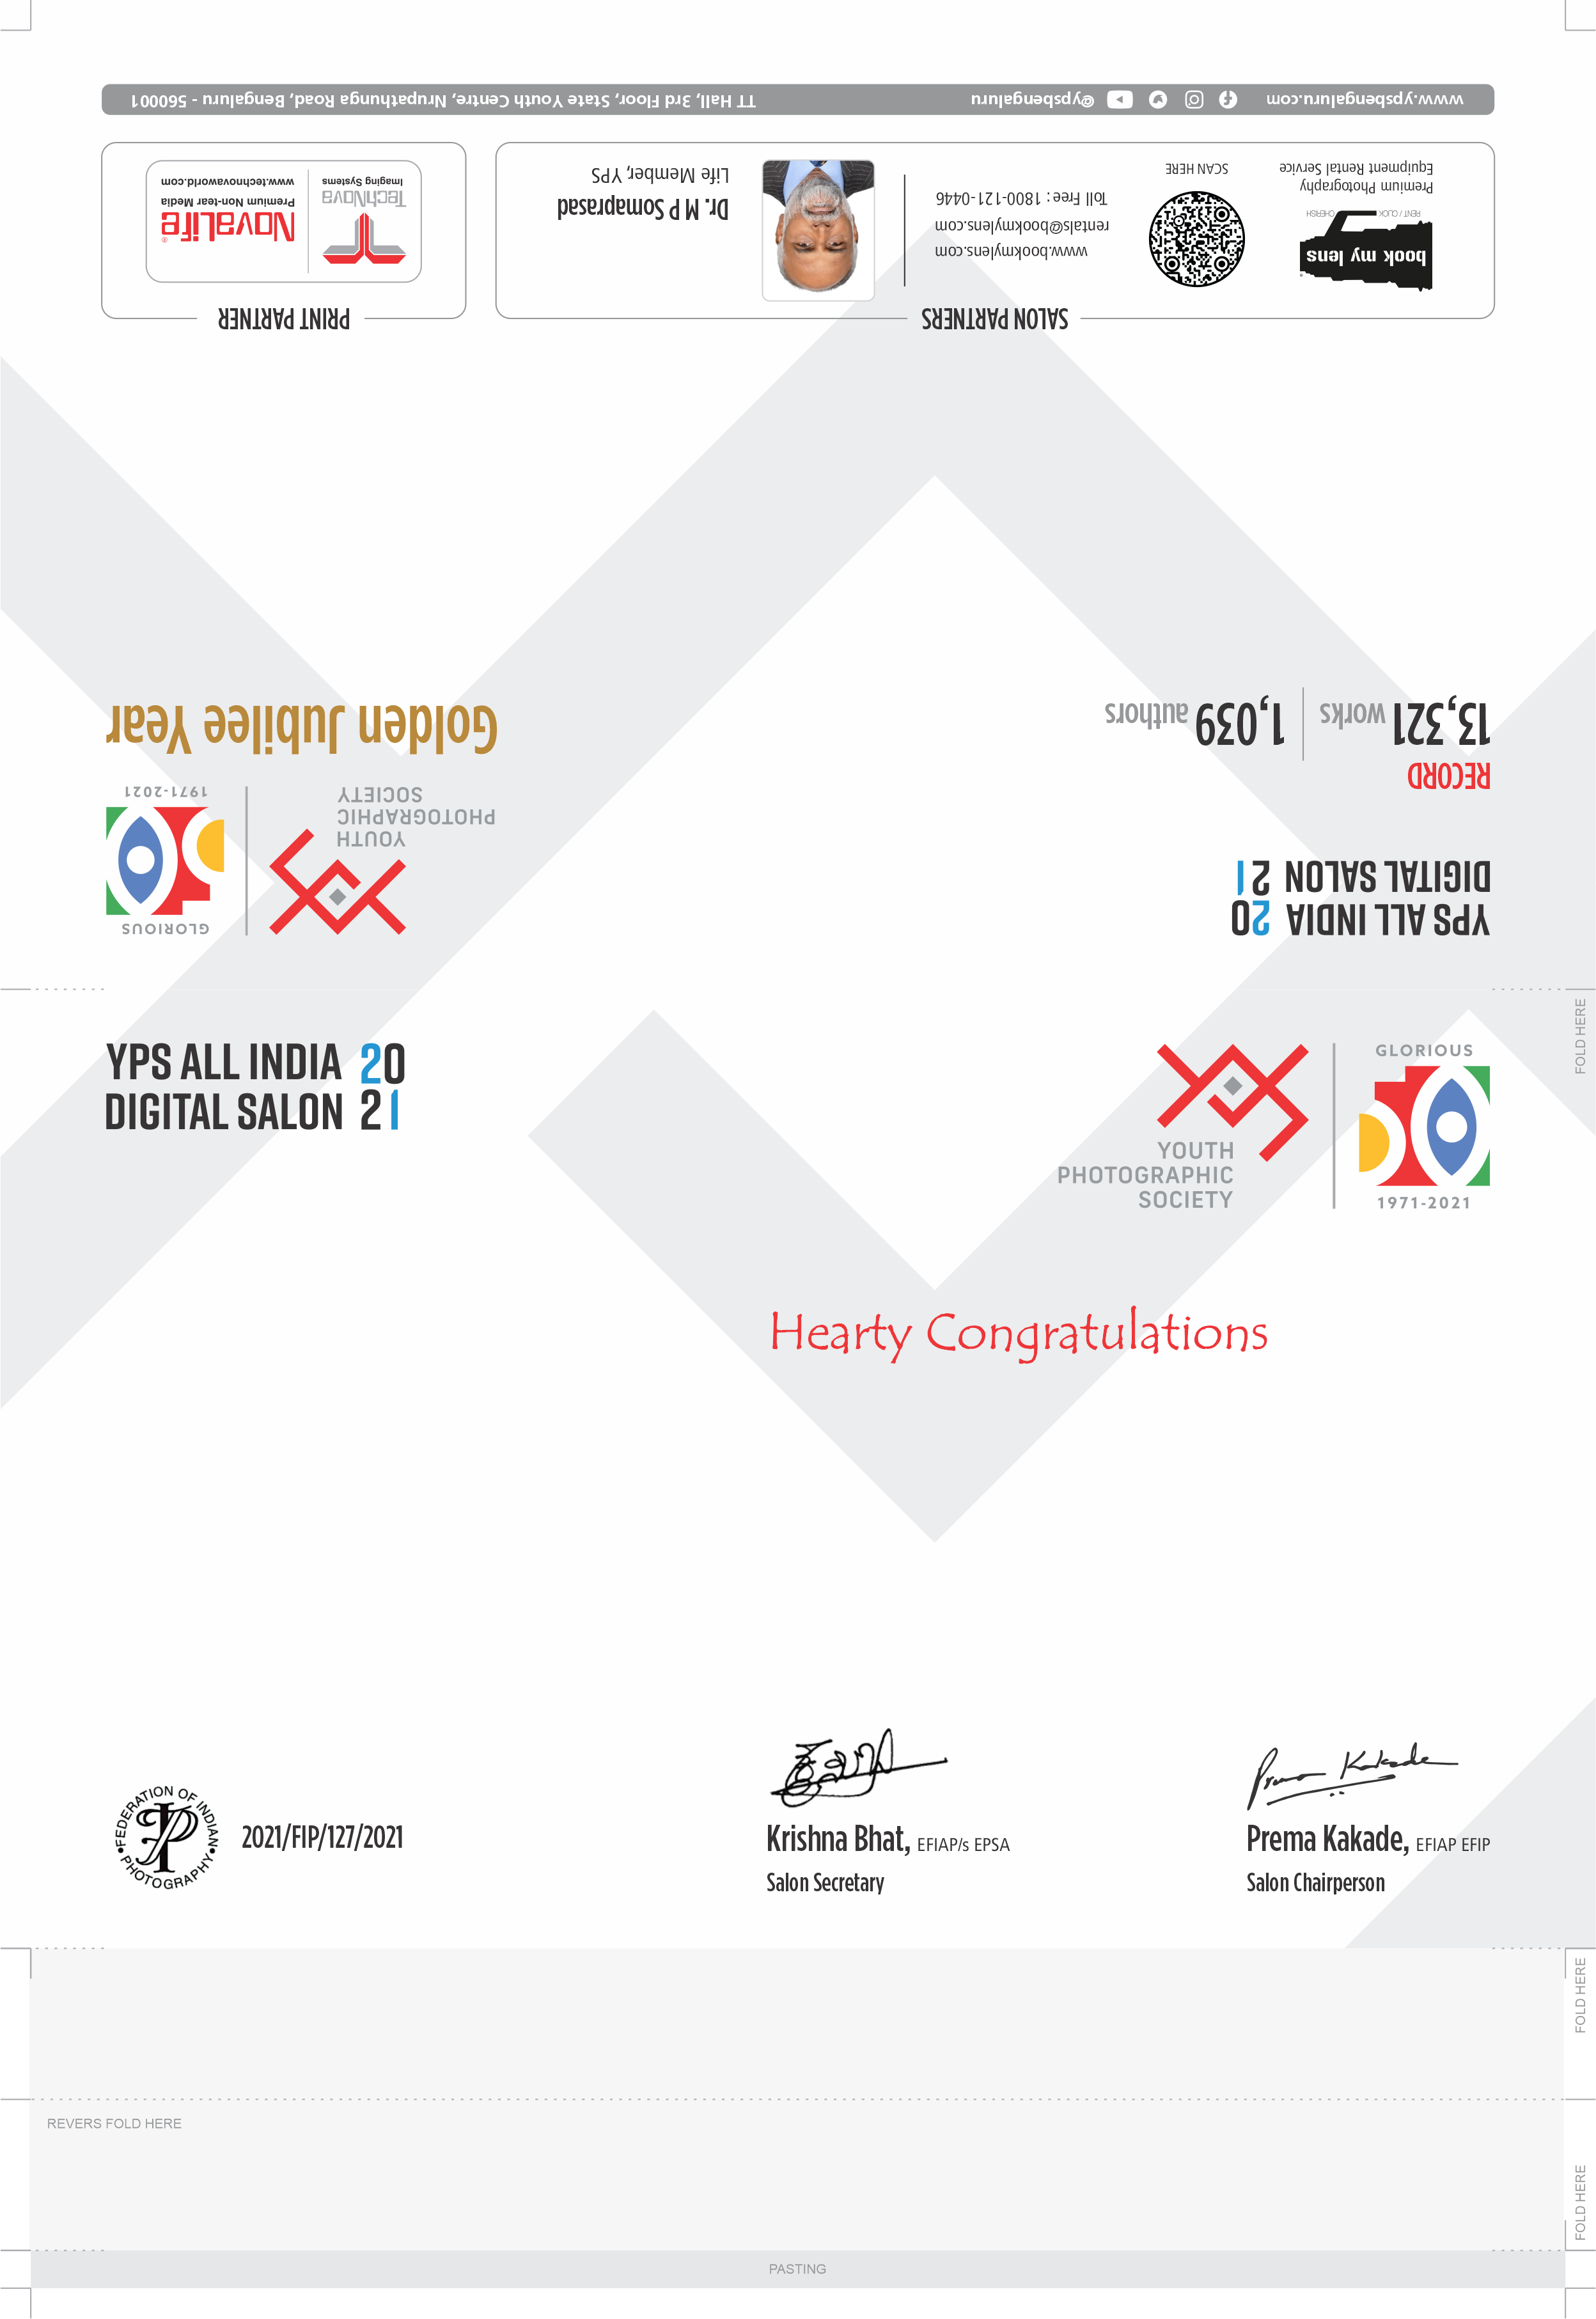 www.ypsbengaluru.com
@ypsbengaluru
TT Hall, 3rd Floor, State Youth Centre, Nrupathunga Road, Bengaluru - 560001
SALON PARTNERS
book my lens
RENT / CLICK CHERISH
Premium Photography
Equipment Rental Service
SCAN HERE
www.bookmylens.com
rentals@bookmylens.com
Toll Free : 1800-121-0446
Dr. M P Somaprasad
Life Member, YPS
PRINT PARTNER
TechNova
Imaging Systems
NovaLife®
Premium Non-tear Media
www.technovaworld.com
RECORD
13,321 works
1,039 authors
YPS ALL INDIA 20
DIGITAL SALON 21
Golden Jubilee Year
YOUTH
PHOTOGRAPHIC
SOCIETY
GLORIOUS
1971-2021
FOLD HERE
YPS ALL INDIA 20
DIGITAL SALON 21
YOUTH
PHOTOGRAPHIC
SOCIETY
GLORIOUS
1971-2021
Hearty Congratulations
FEDERATION OF INDIAN
PHOTOGRAPHY
2021/FIP/127/2021
Krishna Bhat, EFIAP/s EPSA
Salon Secretary
Prema Kakade
Prema Kakade, EFIAP EFIP
Salon Chairperson
FOLD HERE
REVERS FOLD HERE
FOLD HERE
PASTING